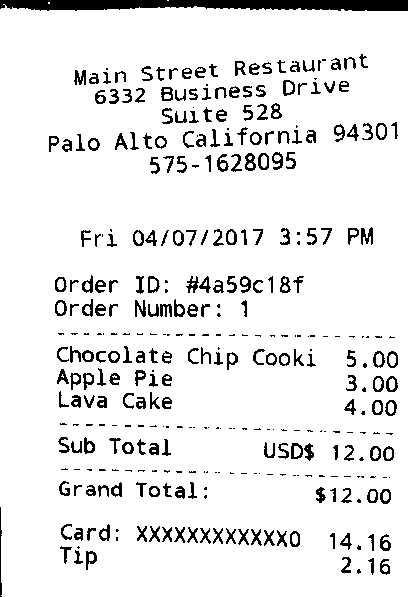 Main Street Restaurant
6332 Business Drive
Suite 528
Palo Alto California 94301
575-1628095
Fri 04/07/2017 3:57 PM
Order ID: #4a59c18f
Order Number: 1
Chocolate Chip Cooki 5.00
Apple Pie 3.00
Lava Cake 4.00
Sub Total USD$ 12.00
Grand Total: $12.00
Card: XXXXXXXXXXXX0 14.16
Tip 2.16